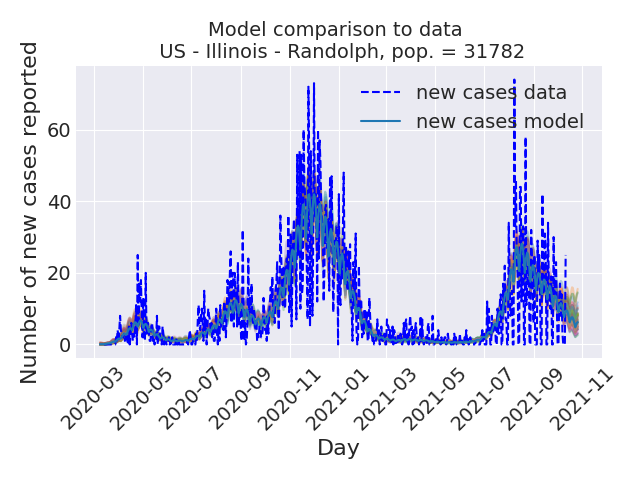 Model comparison to data
US - Illinois - Randolph, pop. = 31782
new cases data
new cases model
Number of new cases reported
60
40
20
0
2020-03
2020-05
2020-07
2020-09
2020-11
2021-01
2021-03
2021-05
2021-07
2021-09
2021-11
Day